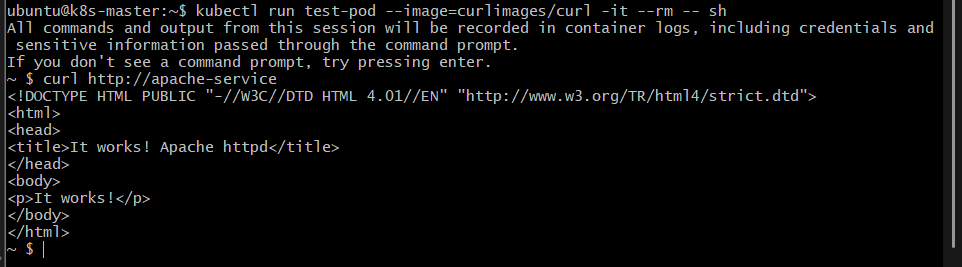 ubuntu@k8s-master:~$ kubectl run test-pod --image=curlimages/curl -it --rm -- sh
All commands and output from this session will be recorded in container logs, including credentials and
 sensitive information passed through the command prompt.
If you don't see a command prompt, try pressing enter.
~ $ curl http://apache-service
<!DOCTYPE HTML PUBLIC "-//W3C//DTD HTML 4.01//EN" "http://www.w3.org/TR/html4/strict.dtd">
<html>
<head>
<title>It works! Apache httpd</title>
</head>
<body>
<p>It works!</p>
</body>
</html>
~ $